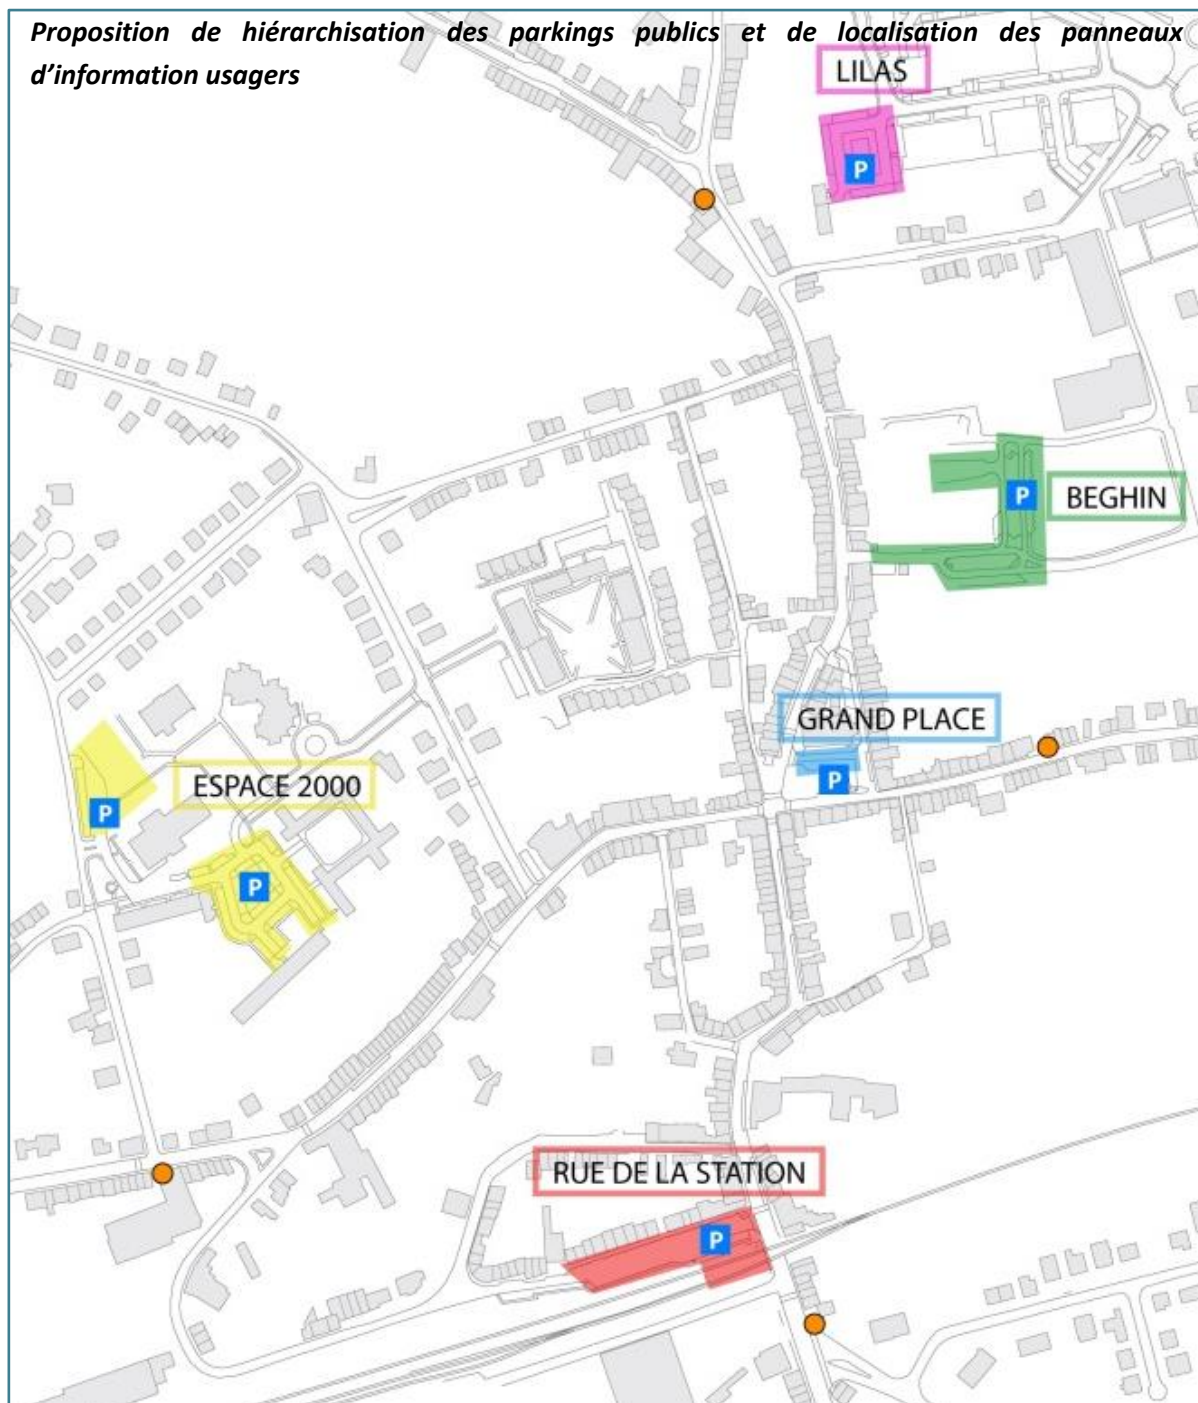 Proposition de hiérarchisation des parkings publics et de localisation des panneaux
d’information usagers
LILAS
P
P
BEGHIN
GRAND PLACE
P
ESPACE 2000
P
P
RUE DE LA STATION
P